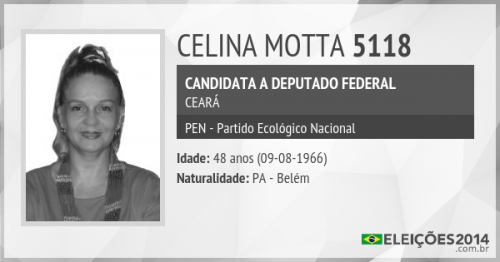 CELINA MOTTA 5118
CANDIDATA A DEPUTADO FEDERAL
CEARÁ
PEN - Partido Ecológico Nacional
Idade: 48 anos (09-08-1966)
Naturalidade: PA - Belém
ELEIÇÕES2014
.com.br